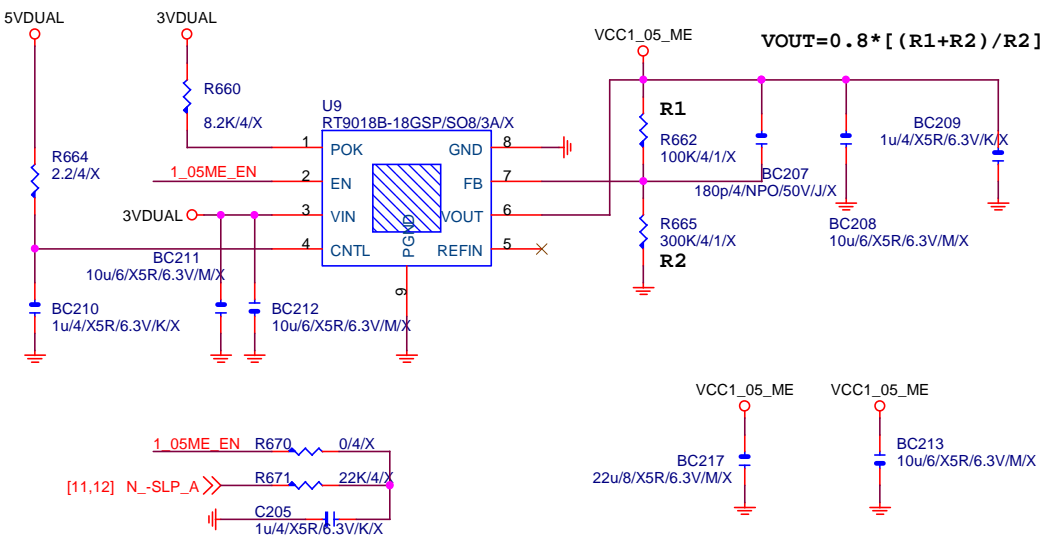 5VDUAL
3VDUAL
VCC1_05_ME
VOUT=0.8*[(R1+R2)/R2]
R660
8.2K/4/X
U9
RT9018B-18GSP/SO8/3A/X
R1
R662
100K/4/1/X
BC209
1u/4/X5R/6.3V/K/X
1 POK
GND 8
R664
2.2/4/X
1_05ME_EN
2 EN
FB 7
BC207
180p/4/NPO/50V/J/X
3VDUAL
3 VIN
VOUT 6
R665
300K/4/1/X
R2
BC208
10u/6/X5R/6.3V/M/X
4 CNTL
PGND
REFIN 5
BC211
10u/6/X5R/6.3V/M/X
9
BC210
1u/4/X5R/6.3V/K/X
BC212
10u/6/X5R/6.3V/M/X
VCC1_05_ME
VCC1_05_ME
1_05ME_EN R670 0/4/X
BC217
22u/8/X5R/6.3V/M/X
BC213
10u/6/X5R/6.3V/M/X
[11,12] N_-SLP_A R671 22K/4/X
C205
1u/4/X5R/6.3V/K/X